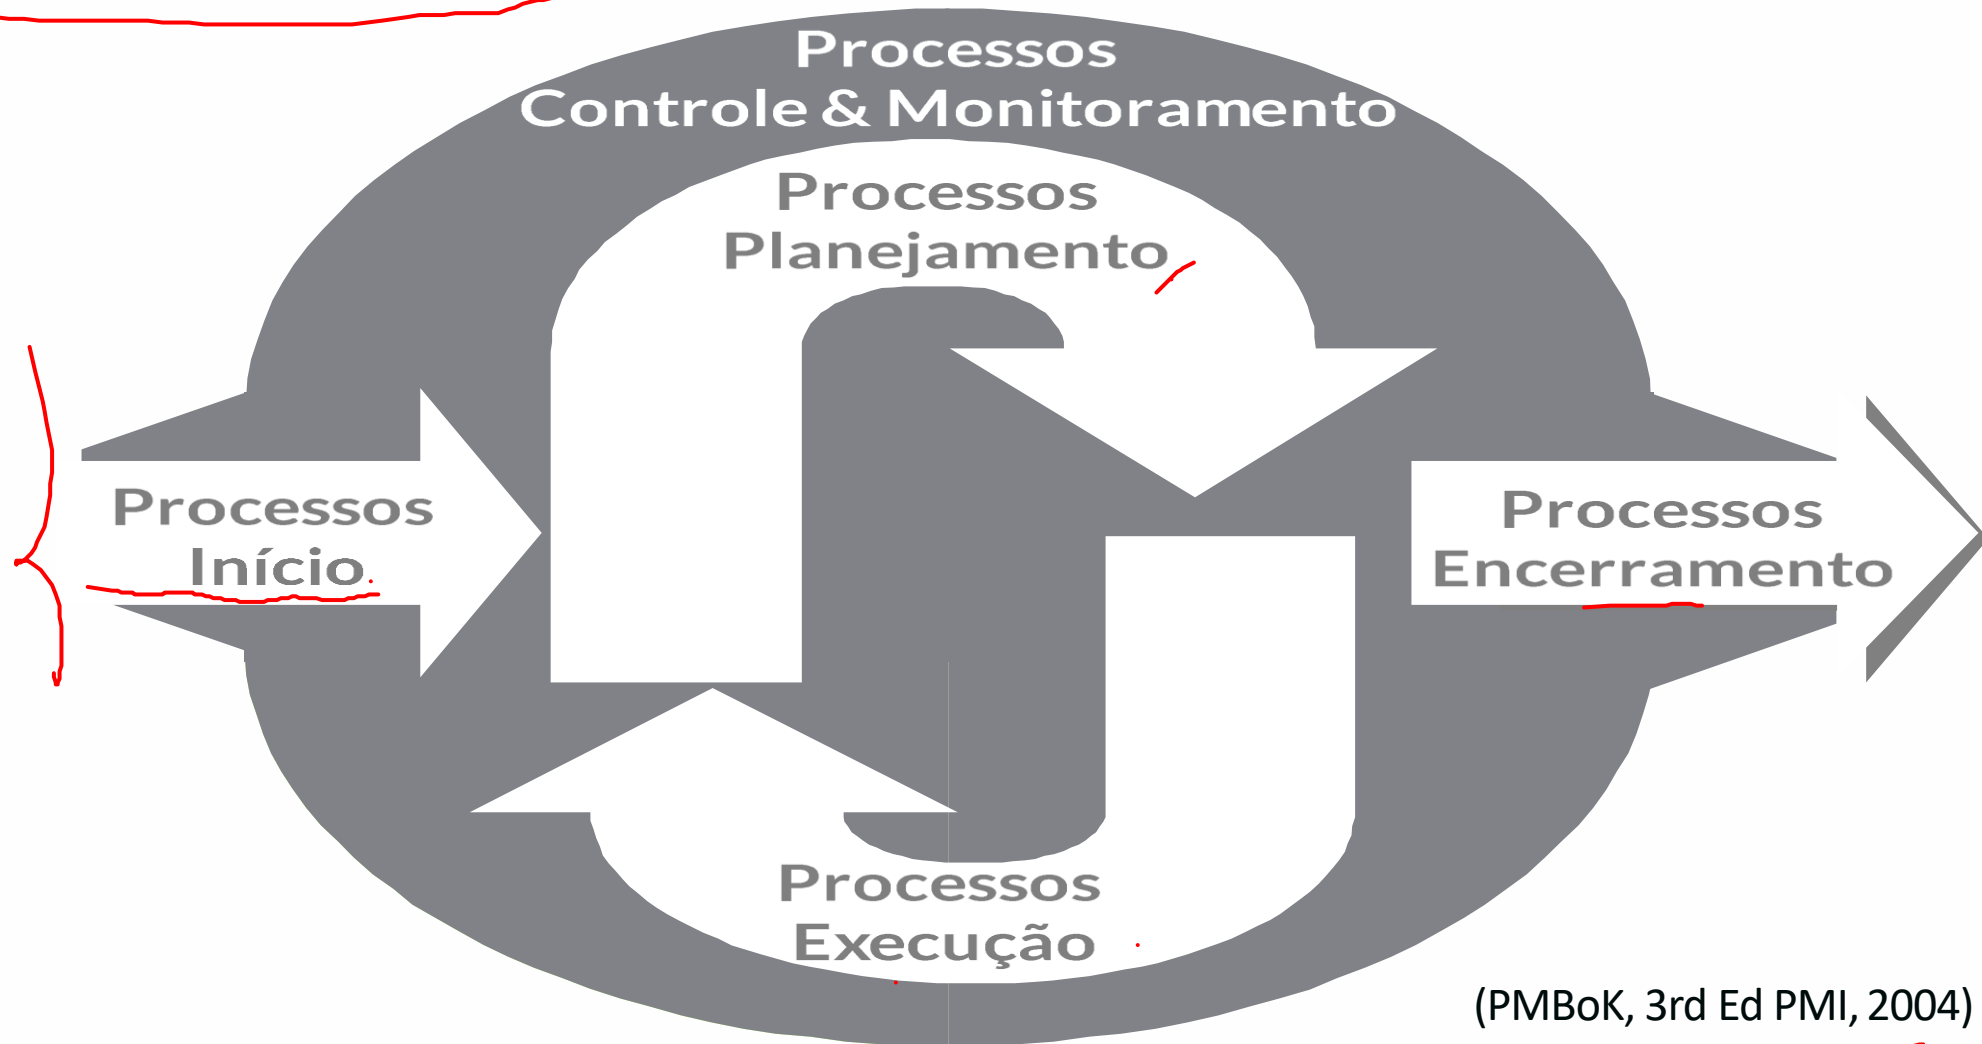 Processos
Controle & Monitoramento
Processos
Planejamento
Processos
Início
Processos
Encerramento
Processos
Execução
(PMBoK, 3rd Ed PMI, 2004)